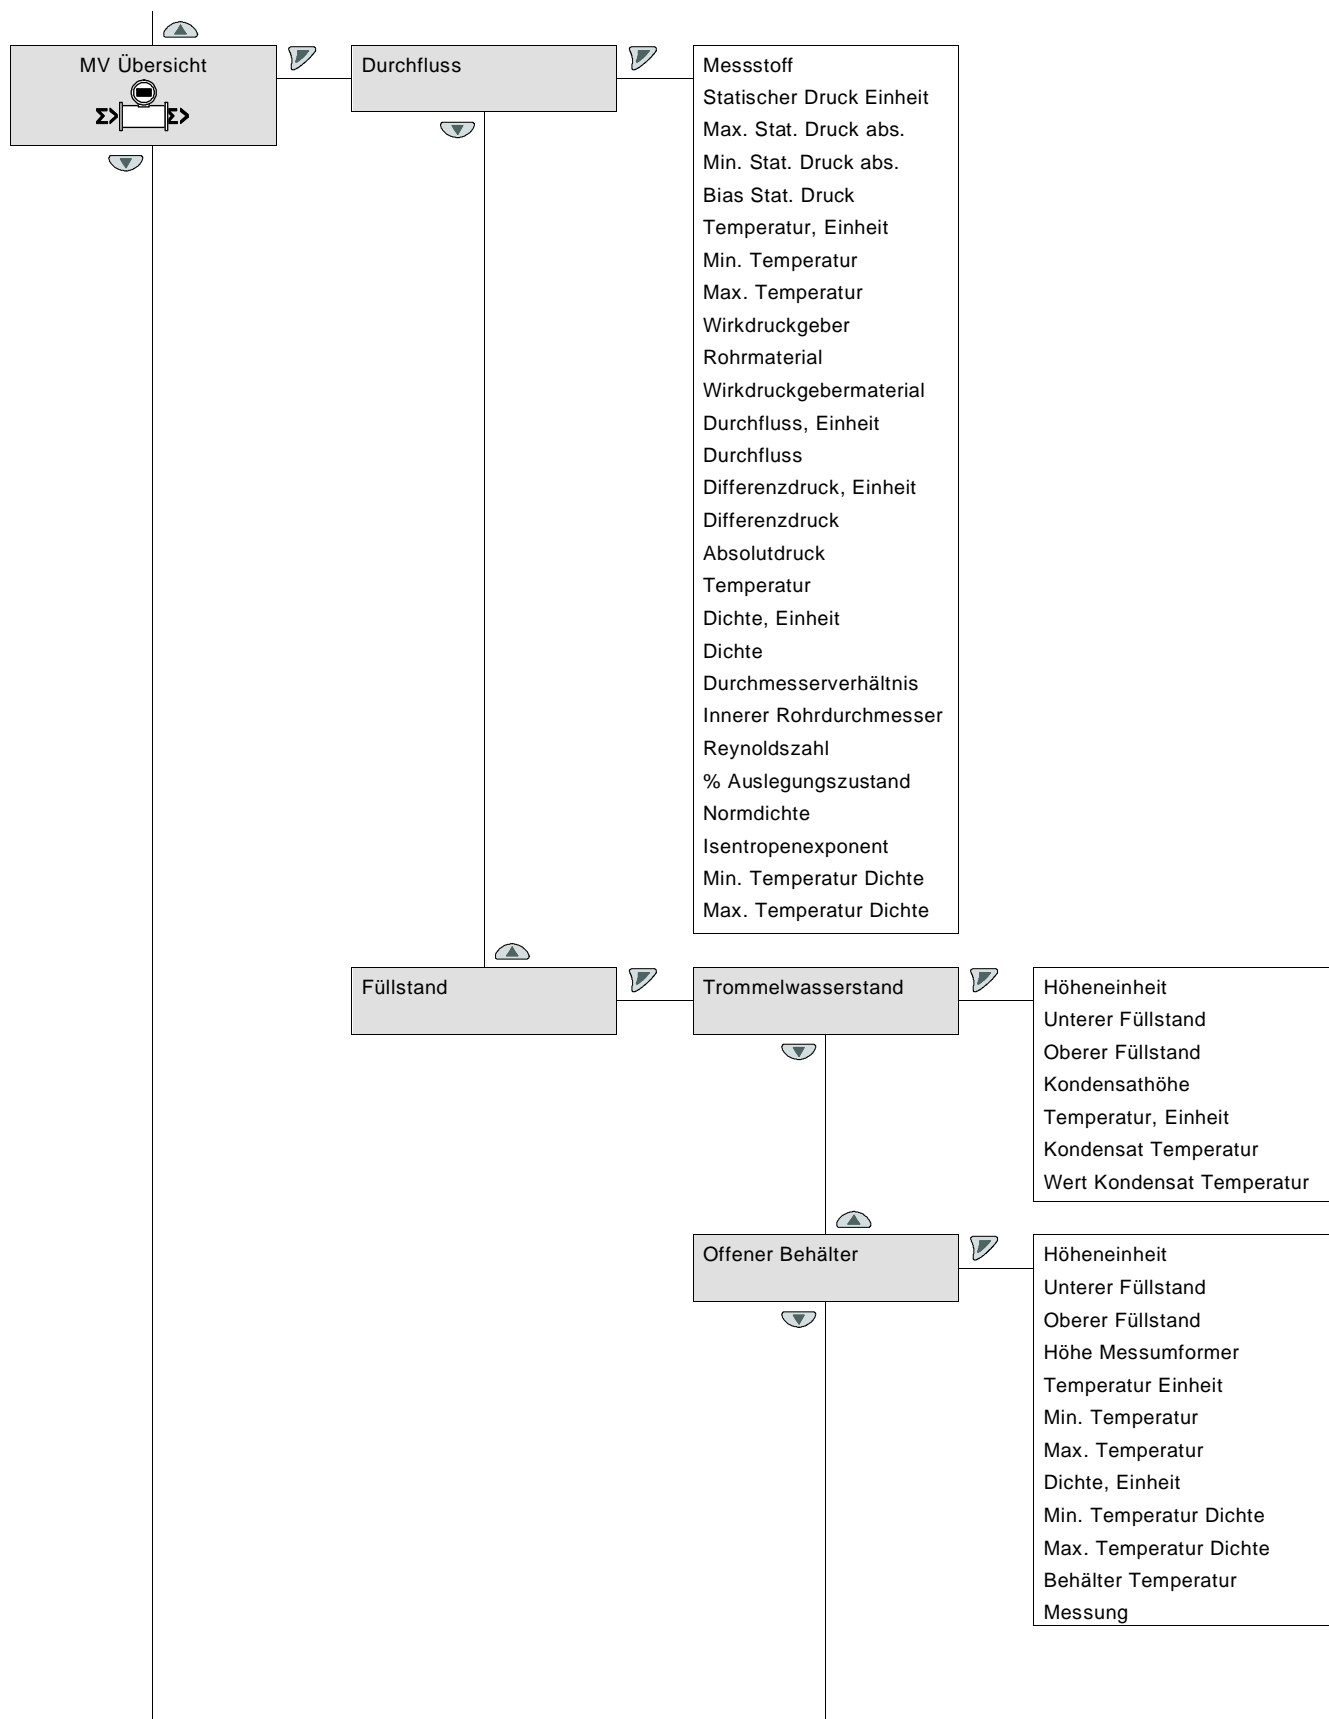 MV Übersicht
Σ> Σ>
Durchfluss
Messstoff
Statischer Druck Einheit
Max. Stat. Druck abs.
Min. Stat. Druck abs.
Bias Stat. Druck
Temperatur, Einheit
Min. Temperatur
Max. Temperatur
Wirkdruckgeber
Rohrmaterial
Wirkdruckgebermaterial
Durchfluss, Einheit
Durchfluss
Differenzdruck, Einheit
Differenzdruck
Absolutdruck
Temperatur
Dichte, Einheit
Dichte
Durchmesserverhältnis
Innerer Rohrdurchmesser
Reynoldszahl
% Auslegungszustand
Normdichte
Isentropenexponent
Min. Temperatur Dichte
Max. Temperatur Dichte
Füllstand
Trommelwasserstand
Höheneinheit
Unterer Füllstand
Oberer Füllstand
Kondensathöhe
Temperatur, Einheit
Kondensat Temperatur
Wert Kondensat Temperatur
Offener Behälter
Höheneinheit
Unterer Füllstand
Oberer Füllstand
Höhe Messumformer
Temperatur Einheit
Min. Temperatur
Max. Temperatur
Dichte, Einheit
Min. Temperatur Dichte
Max. Temperatur Dichte
Behälter Temperatur
Messung